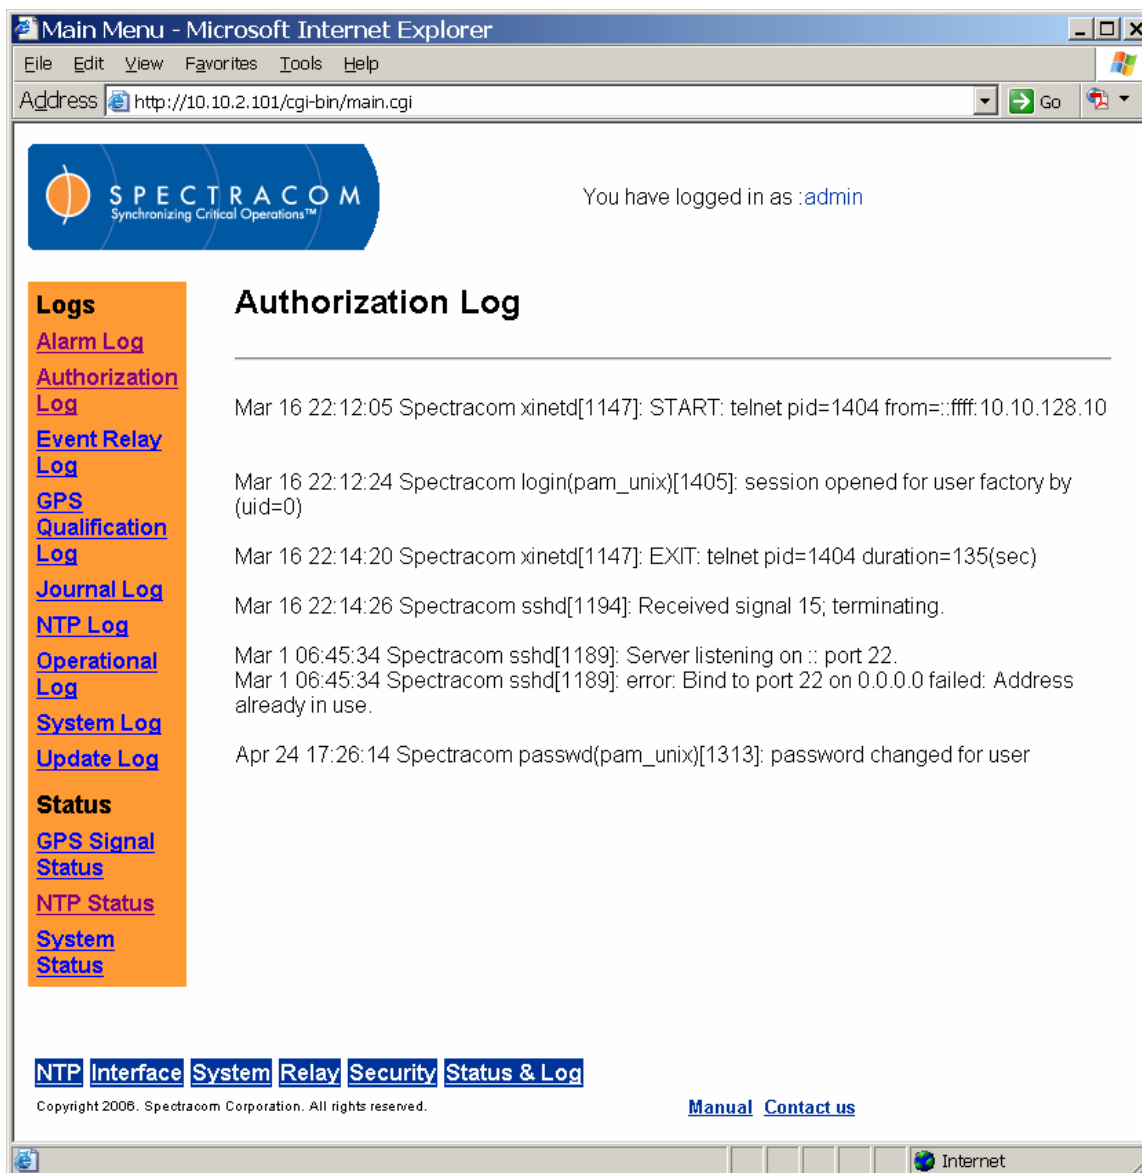 Main Menu - Microsoft Internet Explorer
File Edit View Favorites Tools Help
Address http://10.10.2.101/cgi-bin/main.cgi Go
SPECTRACOM
Synchronizing Critical Operations™
You have logged in as :admin
Logs
Alarm Log
Authorization
Log
Event Relay
Log
GPS
Qualification
Log
Journal Log
NTP Log
Operational
Log
System Log
Update Log
Status
GPS Signal
Status
NTP Status
System
Status
Authorization Log
Mar 16 22:12:05 Spectracom xinetd[1147]: START: telnet pid=1404 from=::ffff:10.10.128.10
Mar 16 22:12:24 Spectracom login(pam_unix)[1405]: session opened for user factory by
(uid=0)
Mar 16 22:14:20 Spectracom xinetd[1147]: EXIT: telnet pid=1404 duration=135(sec)
Mar 16 22:14:26 Spectracom sshd[1194]: Received signal 15; terminating.
Mar 1 06:45:34 Spectracom sshd[1189]: Server listening on :: port 22.
Mar 1 06:45:34 Spectracom sshd[1189]: error: Bind to port 22 on 0.0.0.0 failed: Address
already in use.
Apr 24 17:26:14 Spectracom passwd(pam_unix)[1313]: password changed for user
NTP Interface System Relay Security Status & Log
Copyright 2006. Spectracom Corporation. All rights reserved.
Manual Contact us
Internet